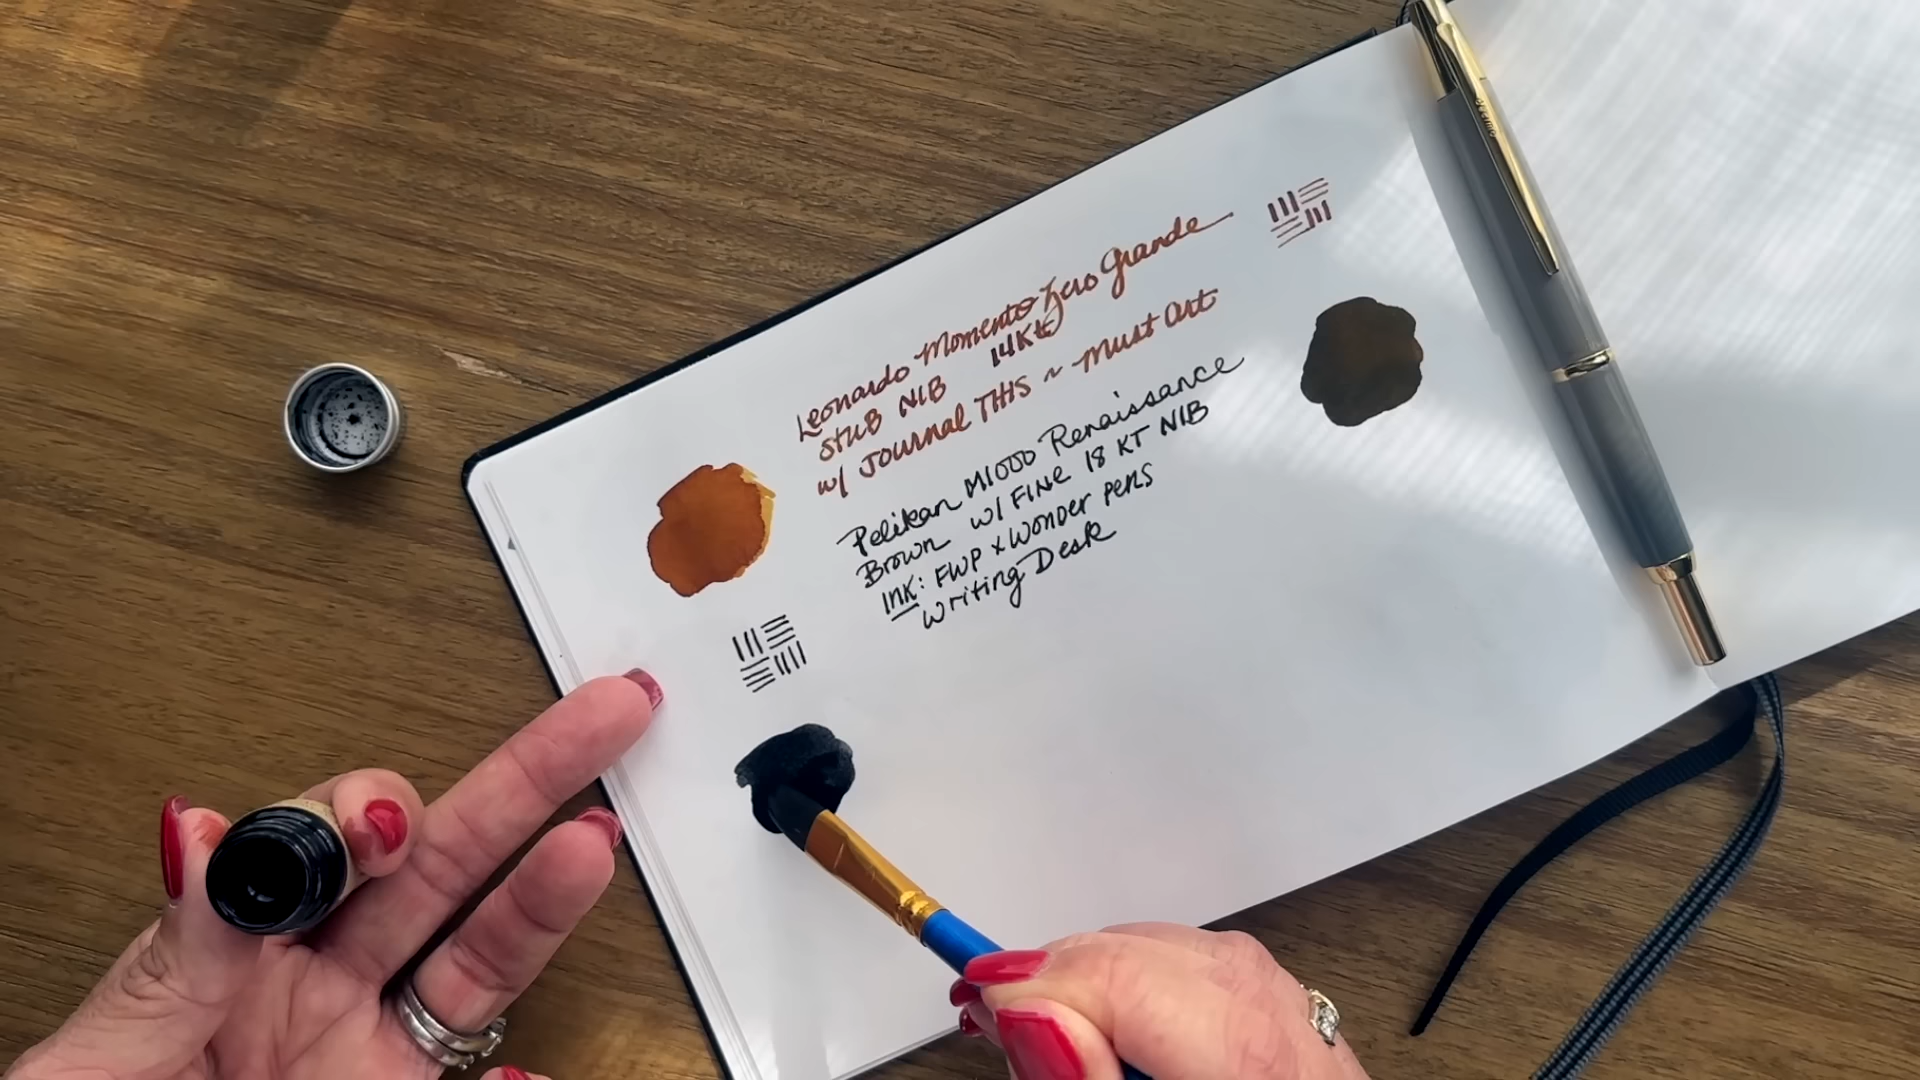 Leonardo Momento Zero Grande
STUB NIB 14Kt
w/ JOURNAL THIS ~ Must Art
Pelikan M1000 Renaissance
Brown w/ FINE 18 KT NIB
INK: FWP x WONDER PENS
Writing Desk